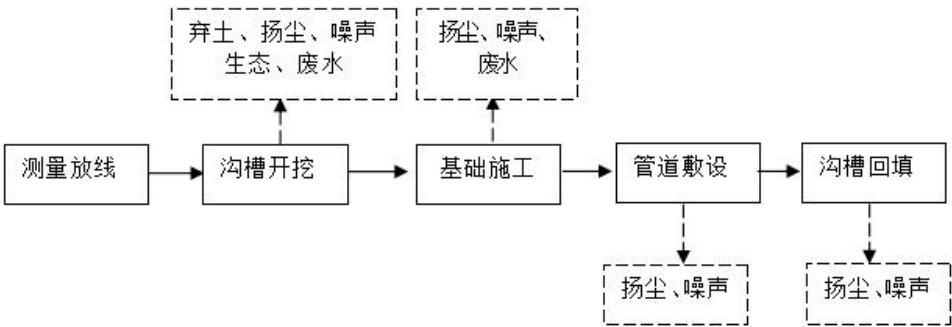 弃土、扬尘、噪声
生态、废水
扬尘、噪声、
废水
测量放线
沟槽开挖
基础施工
管道敷设
沟槽回填
扬尘、噪声
扬尘、噪声